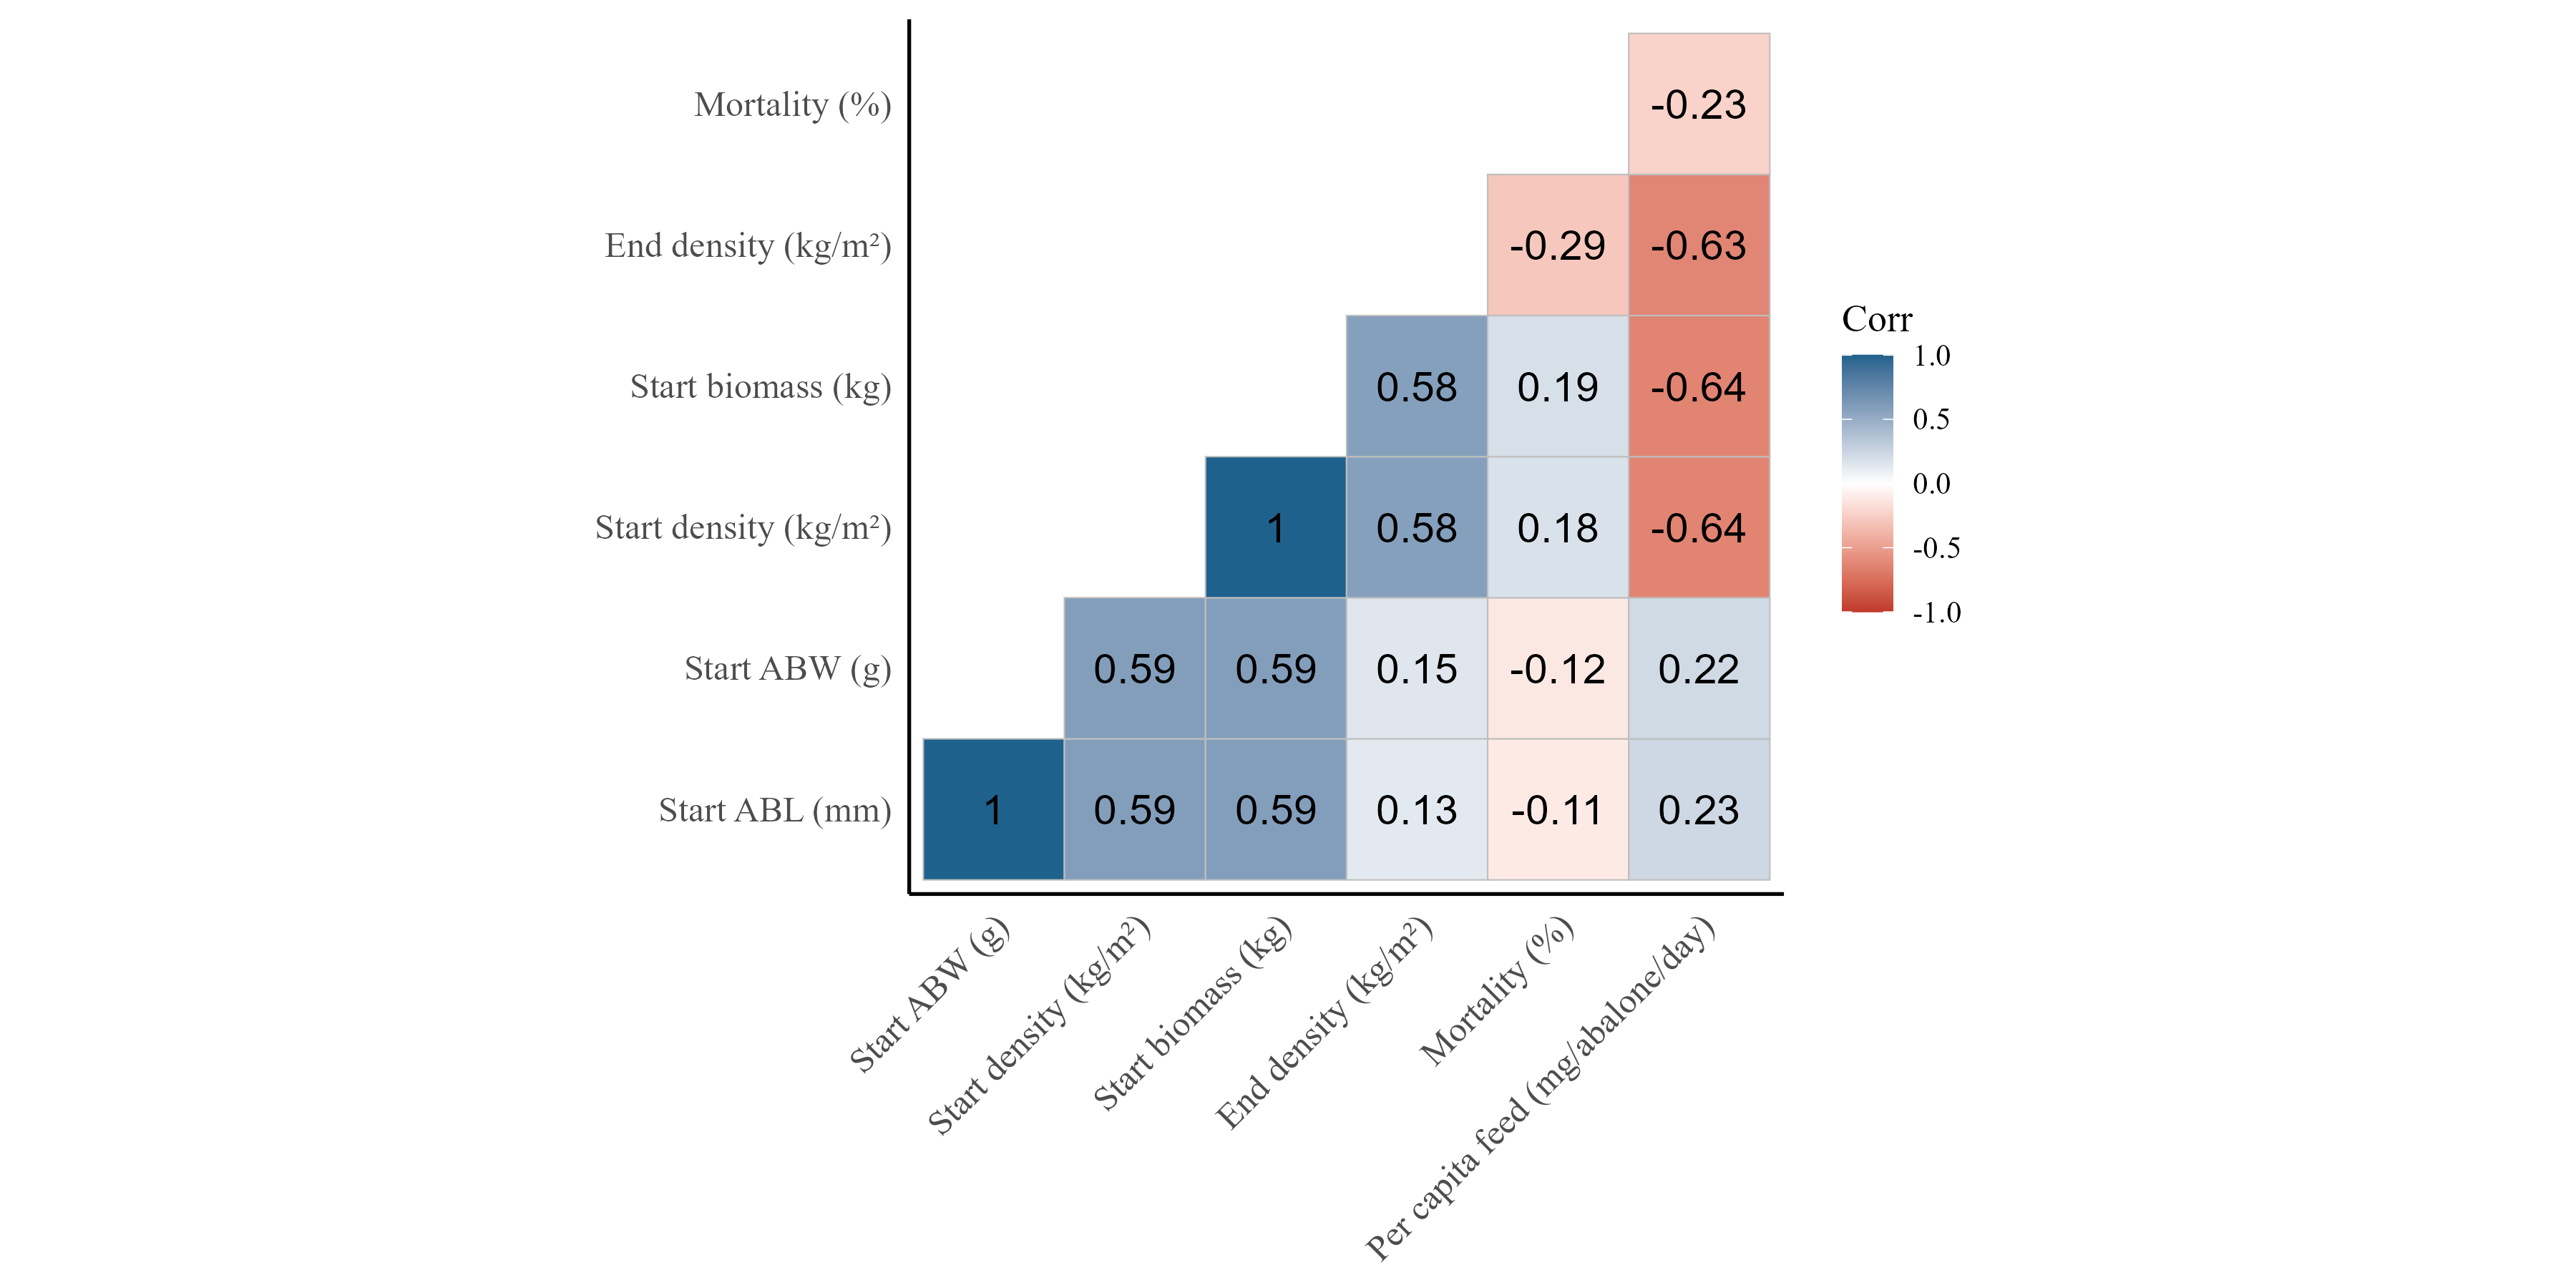 Mortality (%)
-0.23
End density (kg/m²)
-0.29 -0.63
Start biomass (kg)
0.58 0.19 -0.64
Start density (kg/m²)
1 0.58 0.18 -0.64
Start ABW (g)
0.59 0.59 0.15 -0.12 0.22
Start ABL (mm)
1 0.59 0.59 0.13 -0.11 0.23
Start ABW (g)
Start density (kg/m²)
Start biomass (kg)
End density (kg/m²)
Mortality (%)
Per capita feed (mg/abalone/day)
Corr
1.0
0.5
0.0
-0.5
-1.0